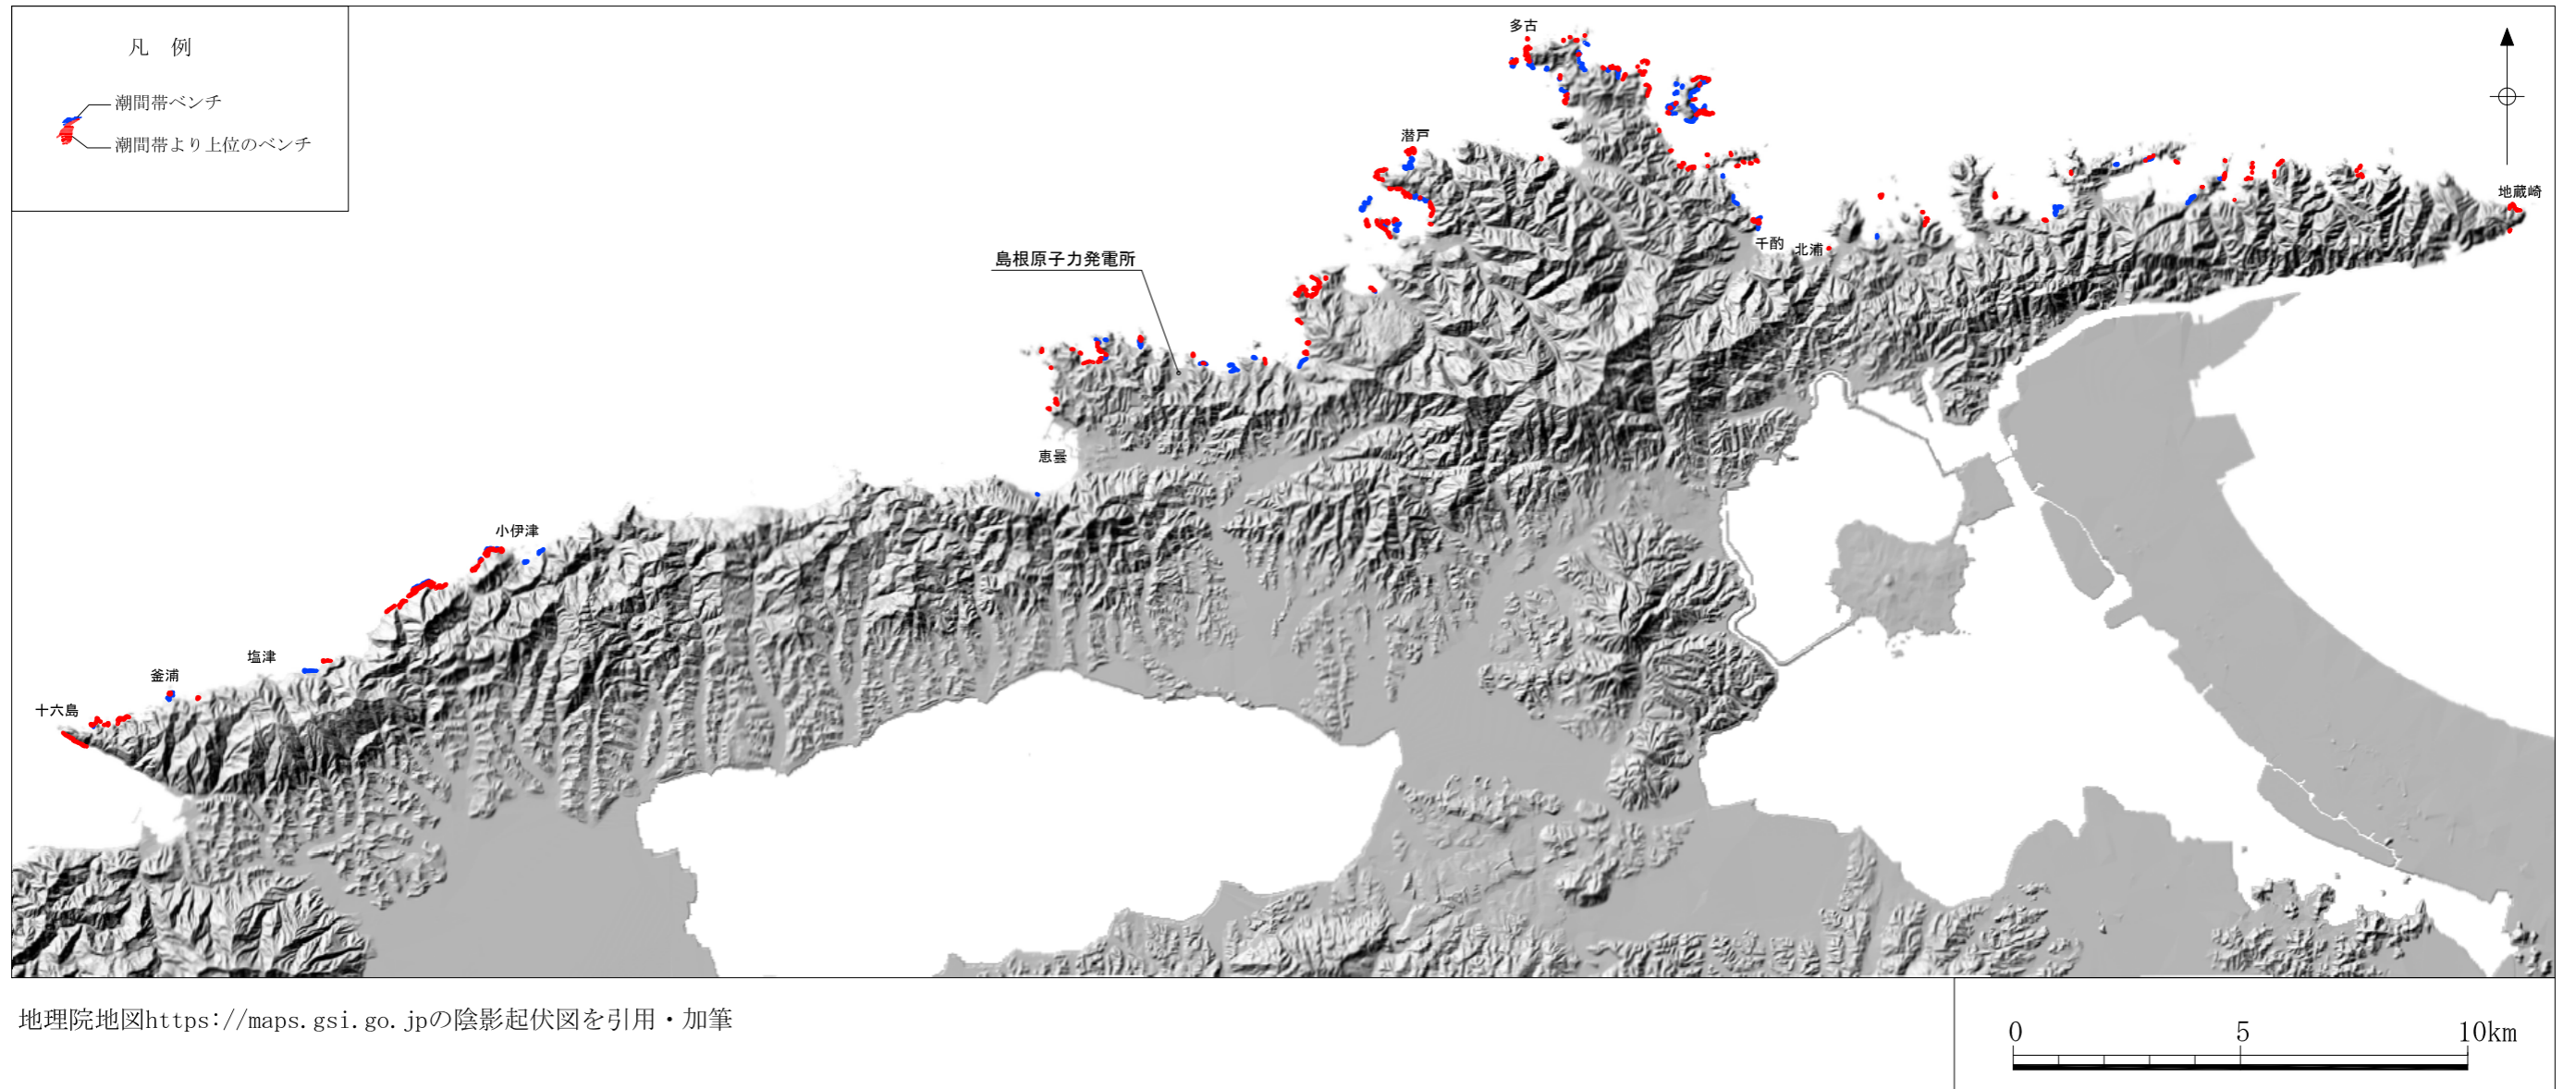 凡 例
潮間帯ベンチ
潮間帯より上位のベンチ
多古
潜戸
地蔵崎
千酌
北浦
島根原子力発電所
恵曇
小伊津
塩津
釜浦
十六島
地理院地図https://maps.gsi.go.jpの陰影起伏図を引用・加筆
0 5 10km